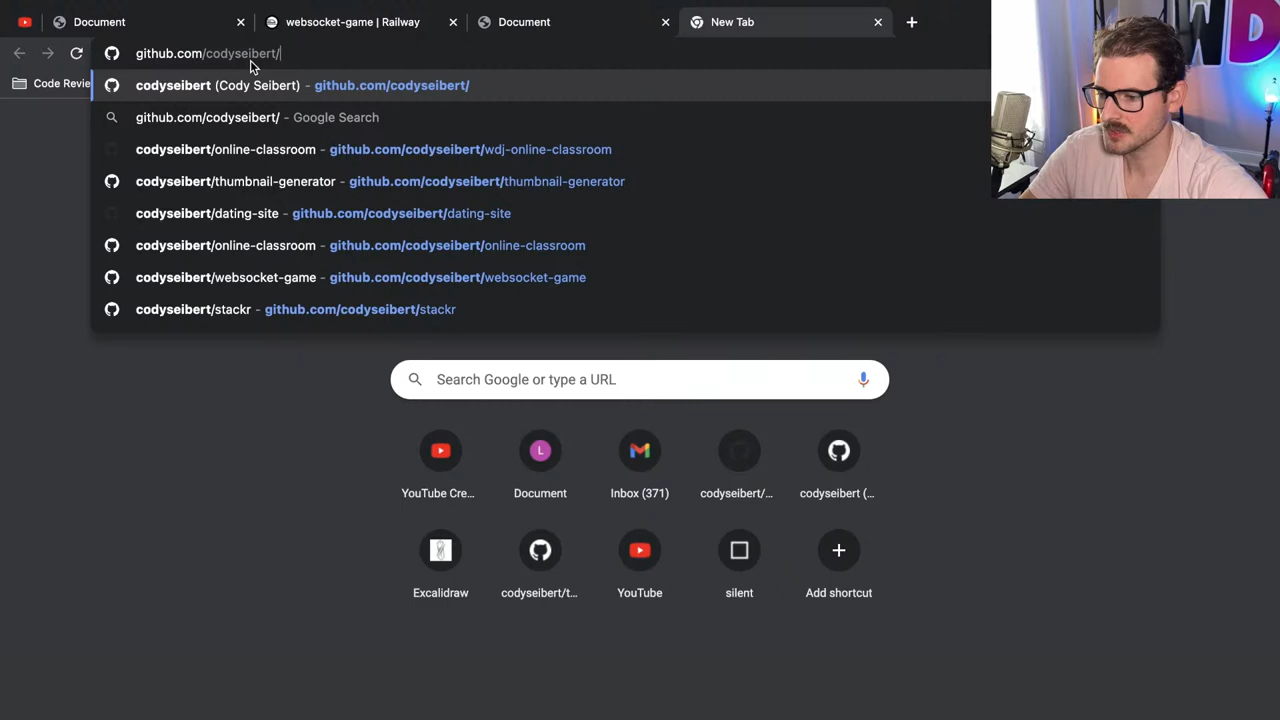 Document
websocket-game | Railway
Document
New Tab
github.com/codyseibert/
Code Revie
codyseibert (Cody Seibert) - github.com/codyseibert/
github.com/codyseibert/ - Google Search
codyseibert/online-classroom - github.com/codyseibert/wdj-online-classroom
codyseibert/thumbnail-generator - github.com/codyseibert/thumbnail-generator
codyseibert/dating-site - github.com/codyseibert/dating-site
codyseibert/online-classroom - github.com/codyseibert/online-classroom
codyseibert/websocket-game - github.com/codyseibert/websocket-game
codyseibert/stackr - github.com/codyseibert/stackr
Search Google or type a URL
L
YouTube Cre...
Document
Inbox (371)
codyseibert/...
codyseibert (...
Excalidraw
codyseibert/t...
YouTube
silent
Add shortcut
WD